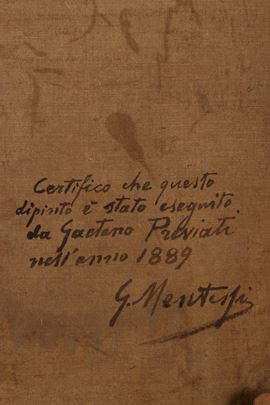 Certifico che questo
dipinto è stato eseguito
da Gaetano Previati
nell'anno 1889
G. Mentessi